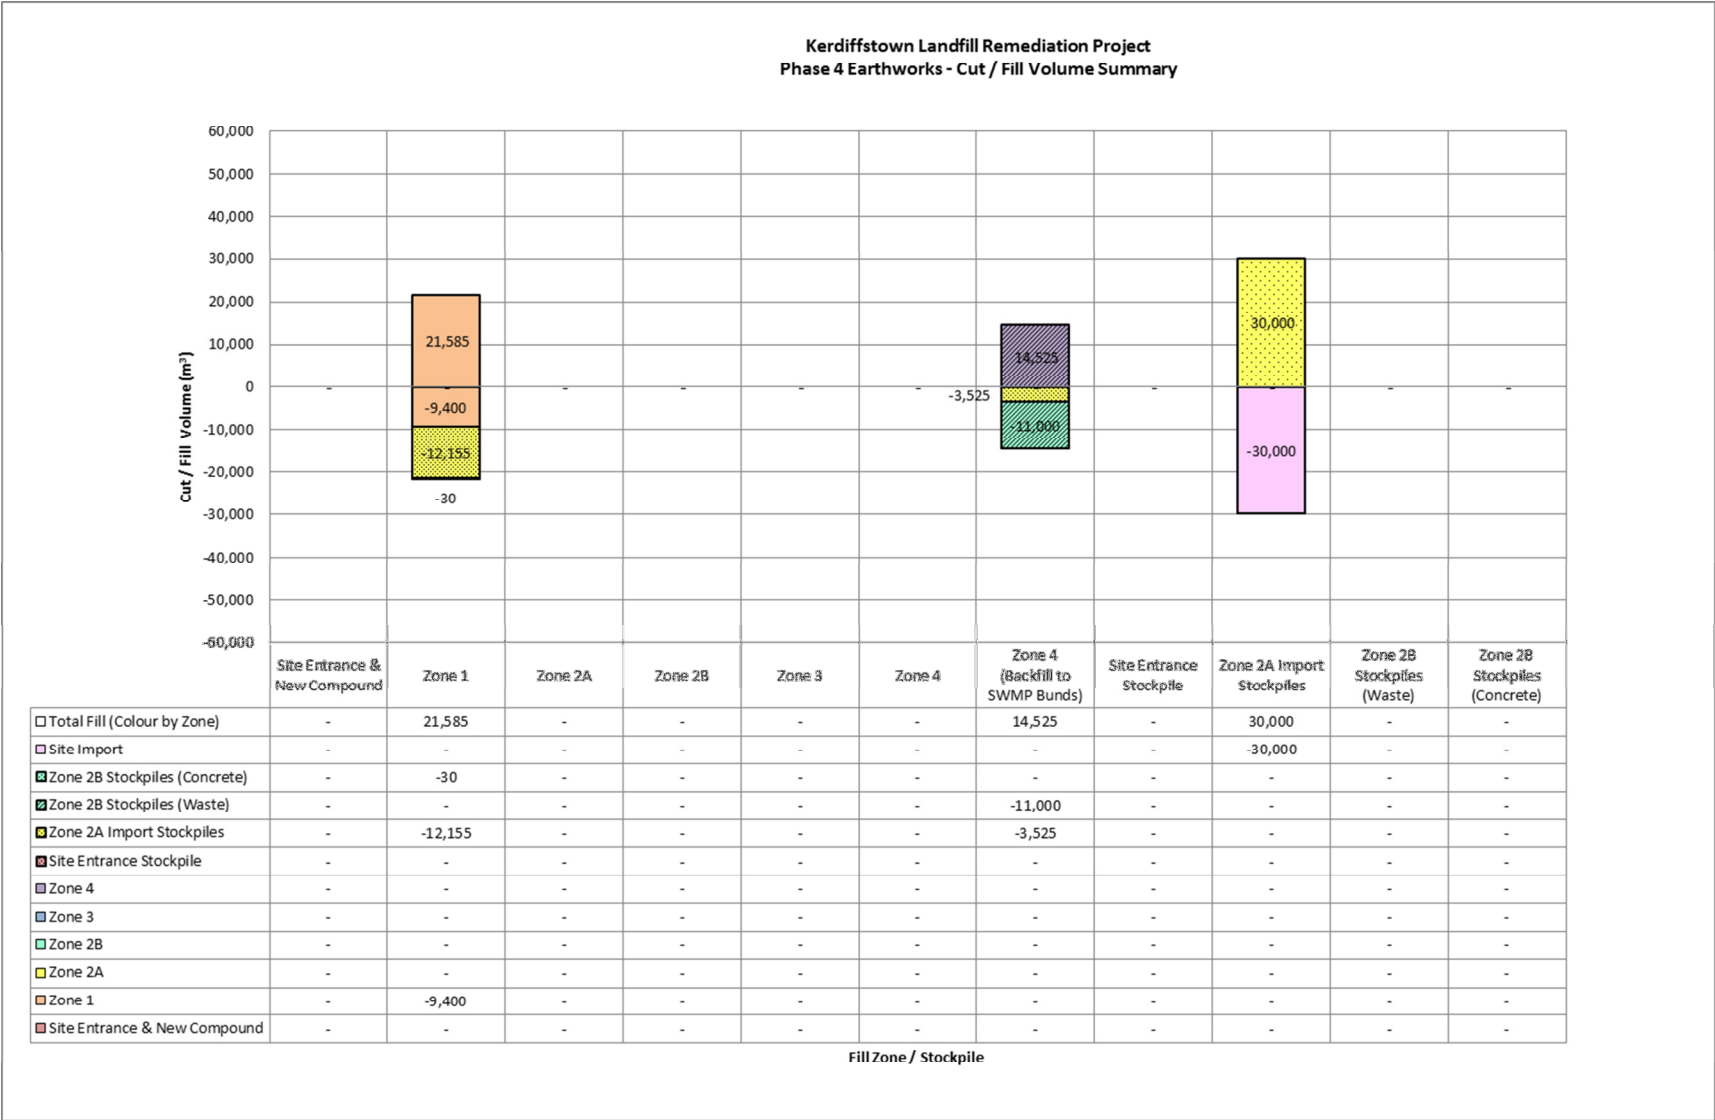 Kerdiffstown Landfill Remediation Project
Phase 4 Earthworks - Cut / Fill Volume Summary
Cut / Fill Volume (m³)
60,000
50,000
40,000
30,000
20,000
10,000
0
-10,000
-20,000
-30,000
-40,000
-50,000
-60,000
- - - - - - - - - - -
21,585
-9,400
-12,155
-30
14,525
-3,525
-11,000
30,000
-30,000
Site Entrance &
New Compound
Zone 1
Zone 2A
Zone 2B
Zone 3
Zone 4
Zone 4
(Backfill to
SWMP Bunds)
Site Entrance
Stockpile
Zone 2A Import
Stockpiles
Zone 2B
Stockpiles
(Waste)
Zone 2B
Stockpiles
(Concrete)
Total Fill (Colour by Zone) - 21,585 - - - - 14,525 - 30,000 - -
Site Import - - - - - - - - -30,000 - -
Zone 2B Stockpiles (Concrete) - -30 - - - - - - - - -
Zone 2B Stockpiles (Waste) - - - - - - -11,000 - - - -
Zone 2A Import Stockpiles - -12,155 - - - - -3,525 - - - -
Site Entrance Stockpile - - - - - - - - - - -
Zone 4 - - - - - - - - - - -
Zone 3 - - - - - - - - - - -
Zone 2B - - - - - - - - - - -
Zone 2A - - - - - - - - - - -
Zone 1 - -9,400 - - - - - - - - -
Site Entrance & New Compound - - - - - - - - - - -
Fill Zone / Stockpile